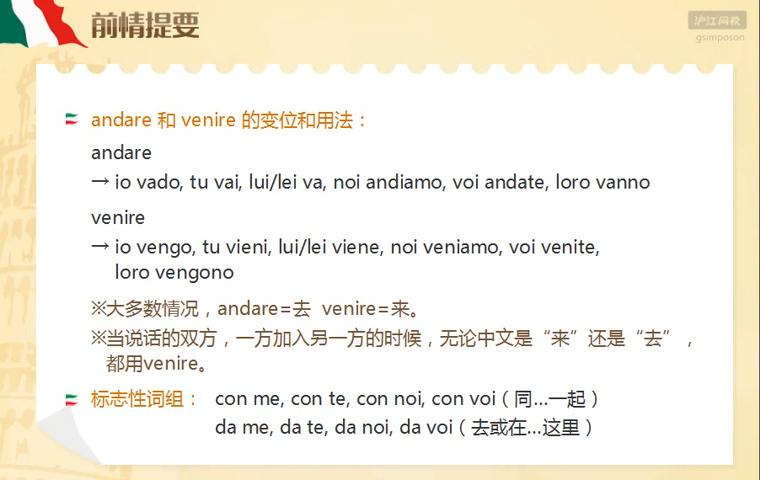 前情提要
沪江网校
gsimposon
andare 和 venire 的变位和用法：
andare
→ io vado, tu vai, lui/lei va, noi andiamo, voi andate, loro vanno
venire
→ io vengo, tu vieni, lui/lei viene, noi veniamo, voi venite,
loro vengono
※大多数情况，andare=去 venire=来。
※当说话的双方，一方加入另一方的时候，无论中文是“来”还是“去”，
都用venire。
标志性词组： con me, con te, con noi, con voi（同…一起）
da me, da te, da noi, da voi（去或在…这里）